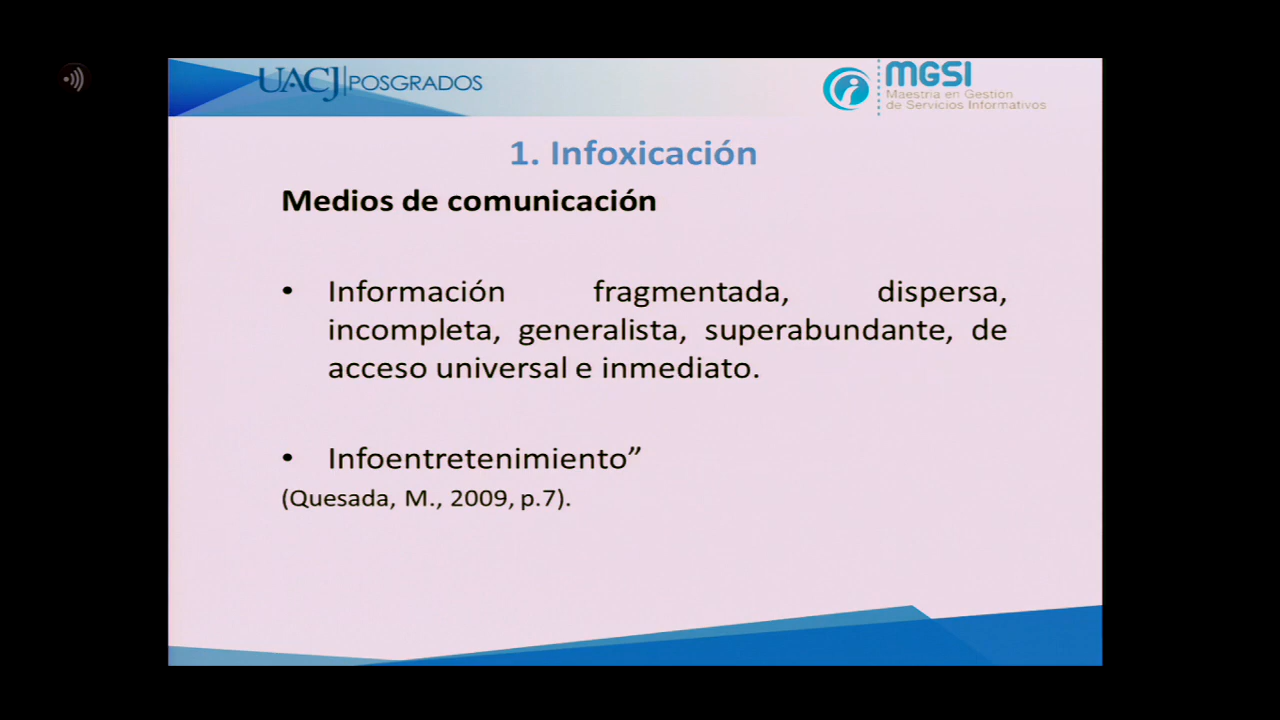 UACJ POSGRADOS
MGSI
Maestría en Gestión
de Servicios Informativos
1. Infoxicación
Medios de comunicación
• Información fragmentada, dispersa,
incompleta, generalista, superabundante, de
acceso universal e inmediato.
• Infoentretenimiento”
(Quesada, M., 2009, p.7).